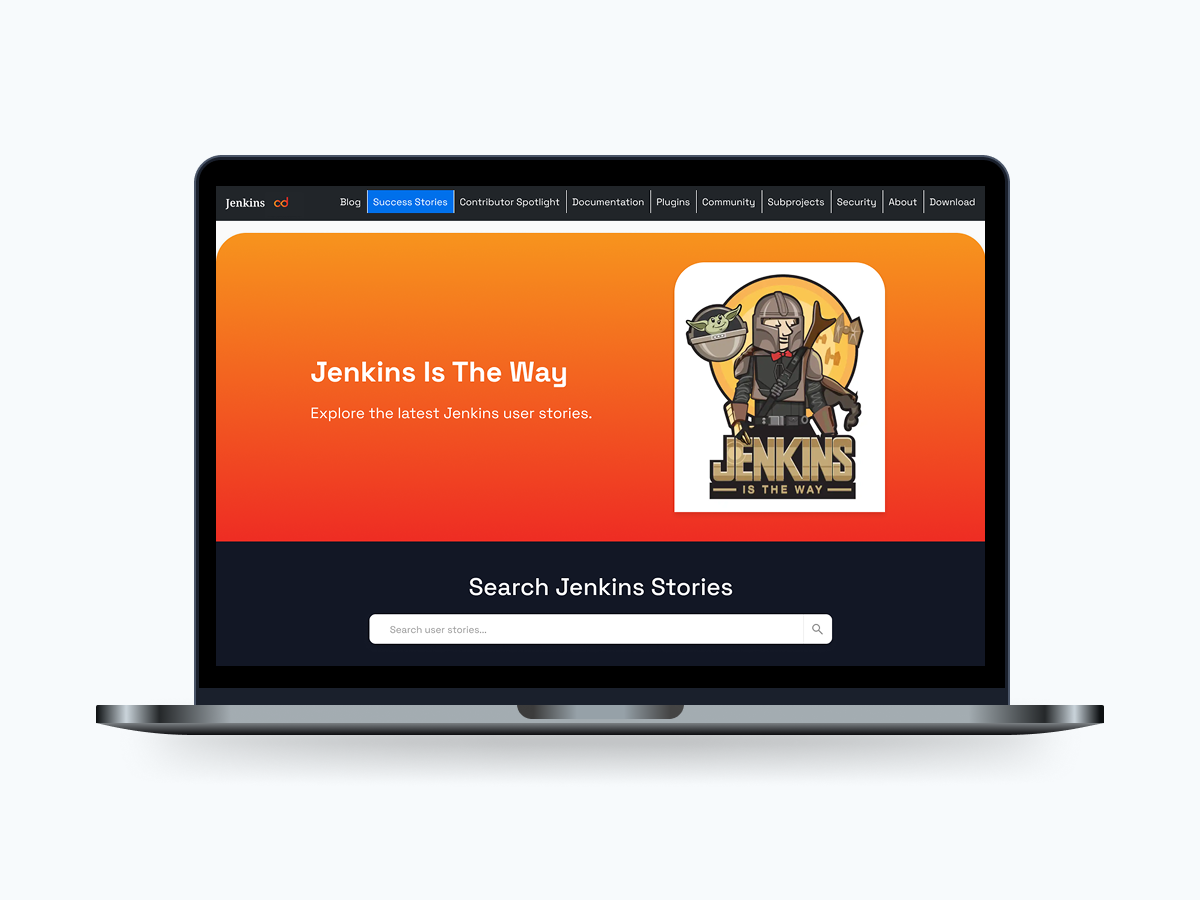 Jenkins cd Blog Success Stories Contributor Spotlight Documentation Plugins Community Subprojects Security About Download
Jenkins Is The Way
Explore the latest Jenkins user stories.
JENKINS
IS THE WAY
Search Jenkins Stories
Search user stories...